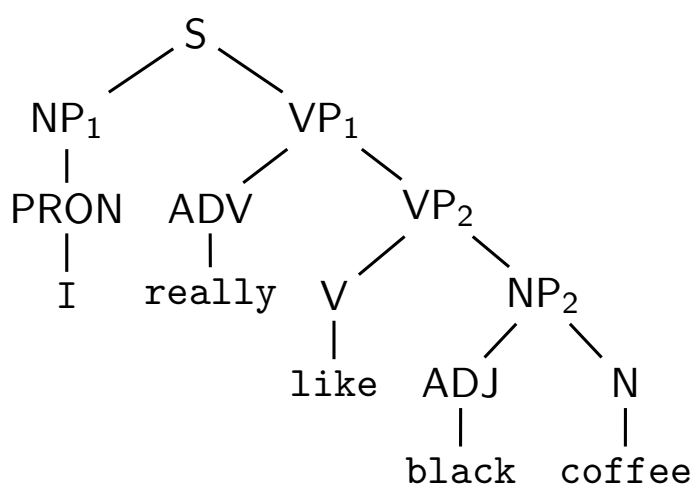 S
NP₁ VP₁
PRON ADV VP₂
I really V NP₂
like ADJ N
black coffee